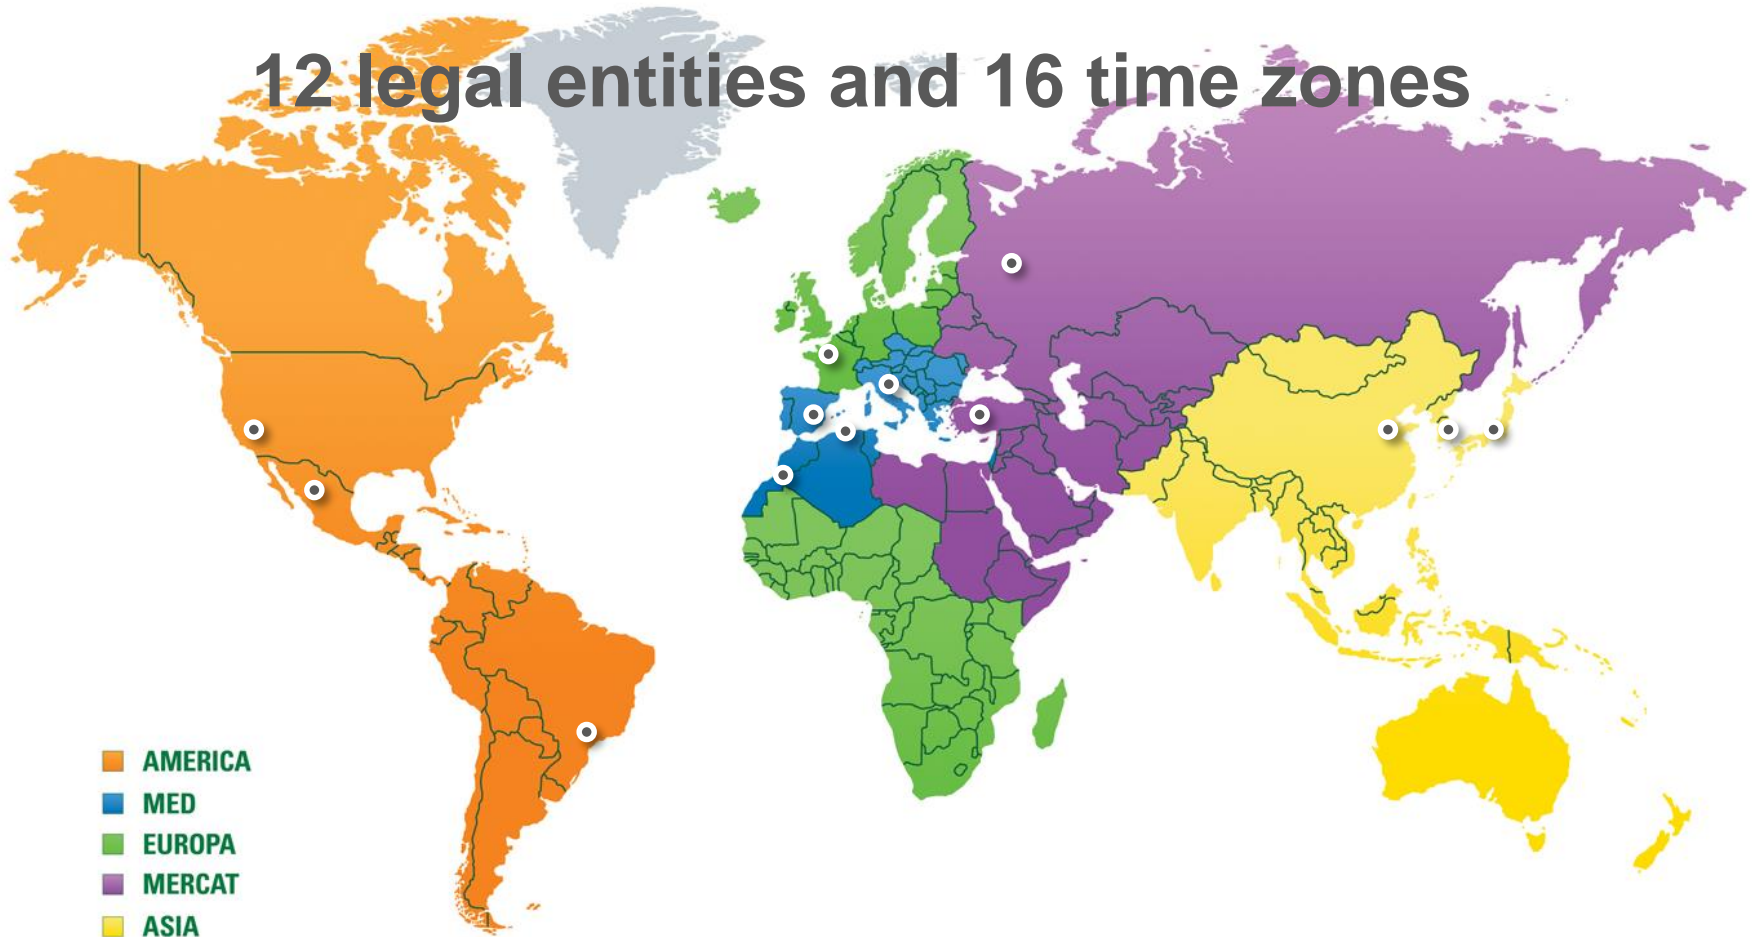 12 legal entities and 16 time zones
AMERICA
MED
EUROPA
MERCAT
ASIA